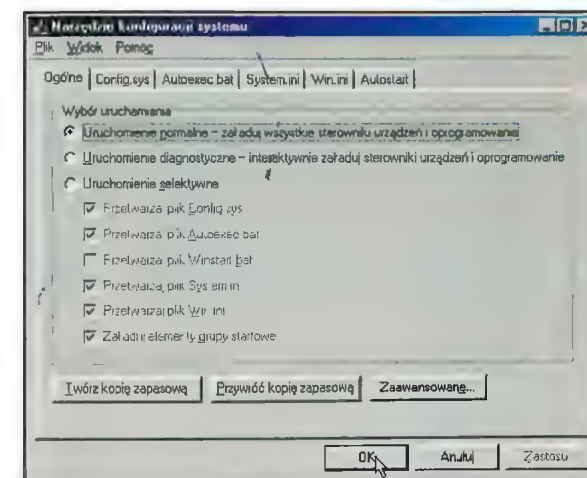 Narzędzie konfiguracji systemu
Plik Widok Pomoc
Ogólne Config.sys Autoexec.bat System.ini Win.ini Autostart
Wybór uruchamiania
Uruchomienie normalne – załaduj wszystkie sterowniku urządzeń i oprogramowanie
Uruchomienie diagnostyczne – interaktywnie załaduj sterowniki urządzeń i oprogramowanie
Uruchomienie selektywne
Przetwarzaj plik Config.sys
Przetwarzaj plik Autoexec.bat
Przetwarzaj plik Winstart.bat
Przetwarzaj plik System.ini
Przetwarzaj plik Win.ini
Załaduj elementy grupy startowe
Twórz kopię zapasową Przywróć kopię zapasową Zaawansowane...
OK Anuluj Zastosu